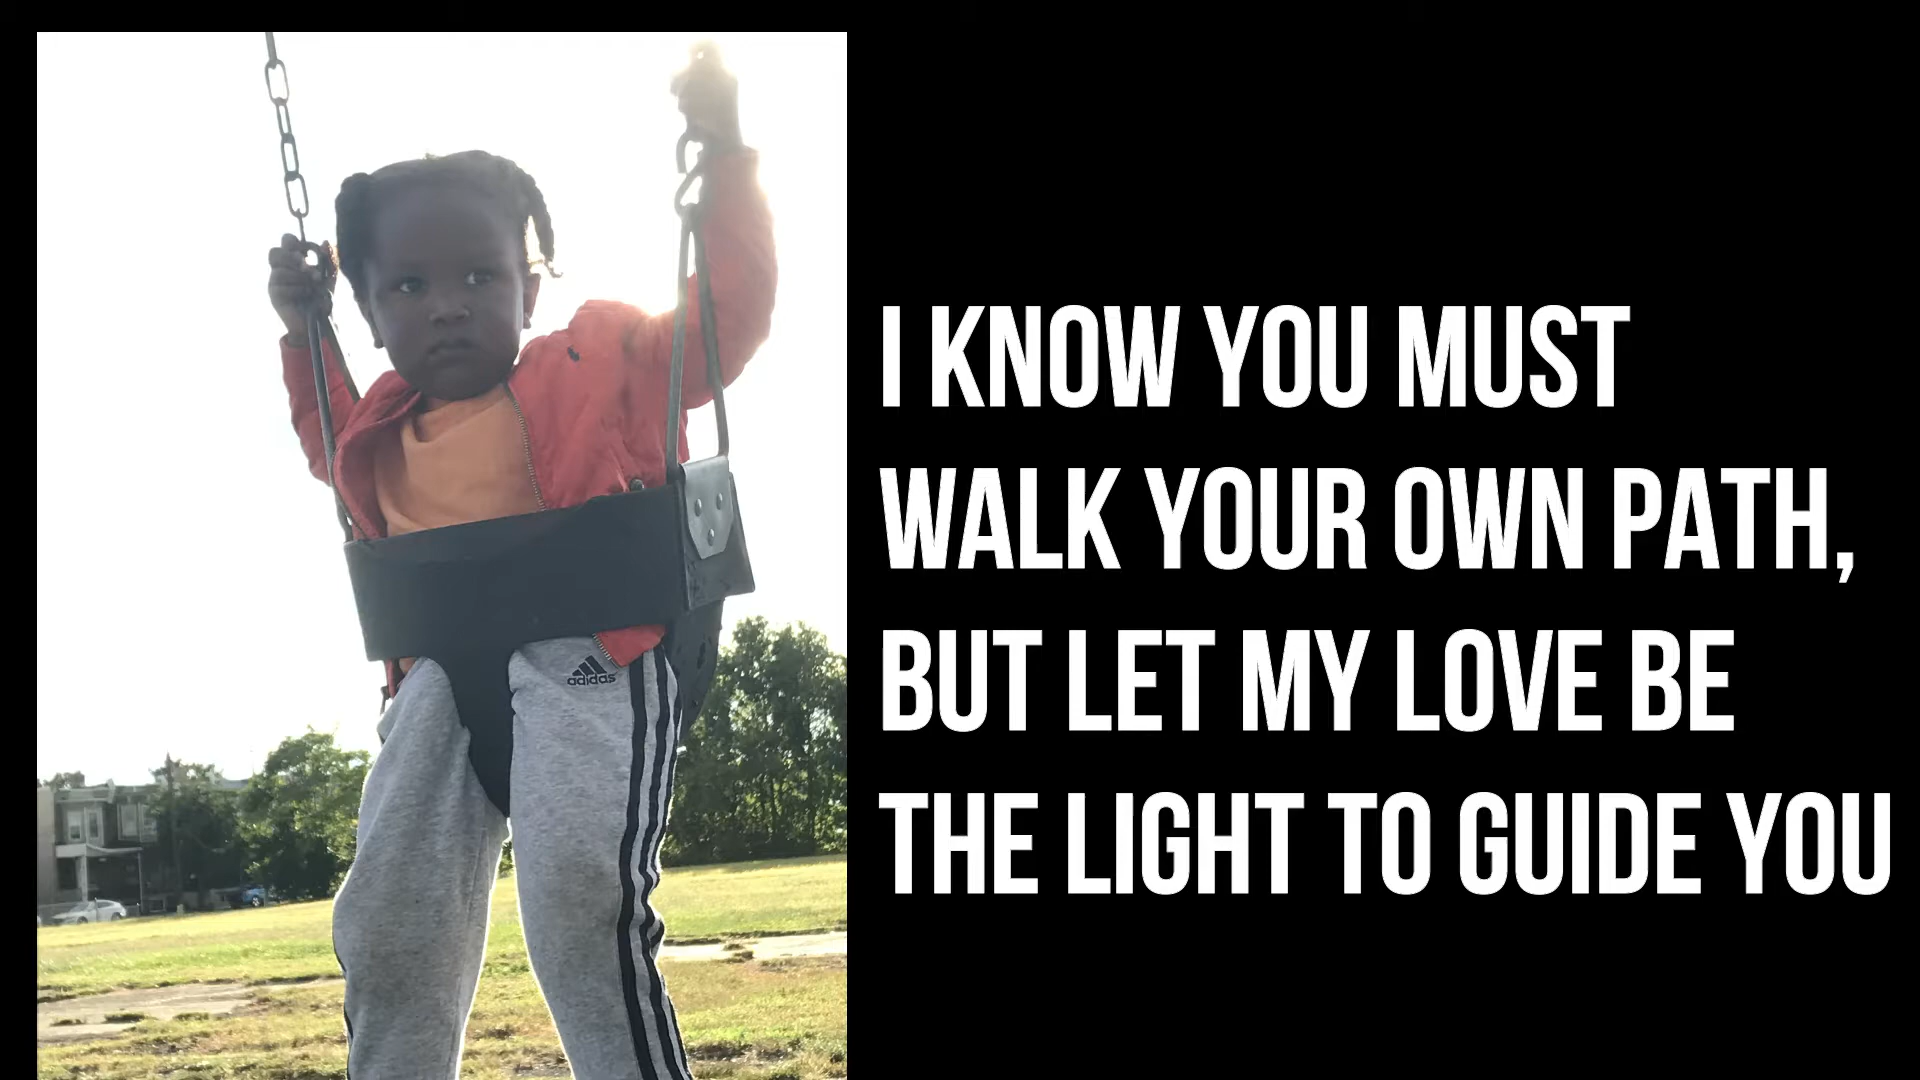 I KNOW YOU MUST
WALK YOUR OWN PATH,
BUT LET MY LOVE BE
THE LIGHT TO GUIDE YOU
adidas